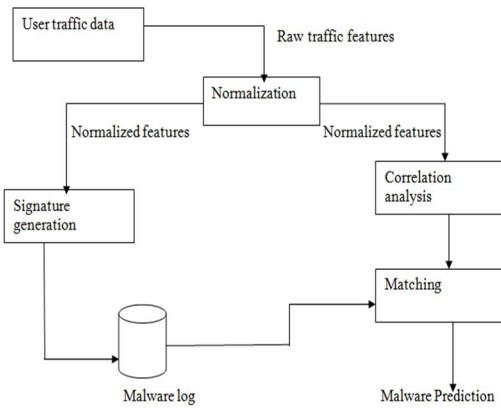 User traffic data
Raw traffic features
Normalization
Normalized features
Normalized features
Signature
generation
Correlation
analysis
Matching
Malware log
Malware Prediction